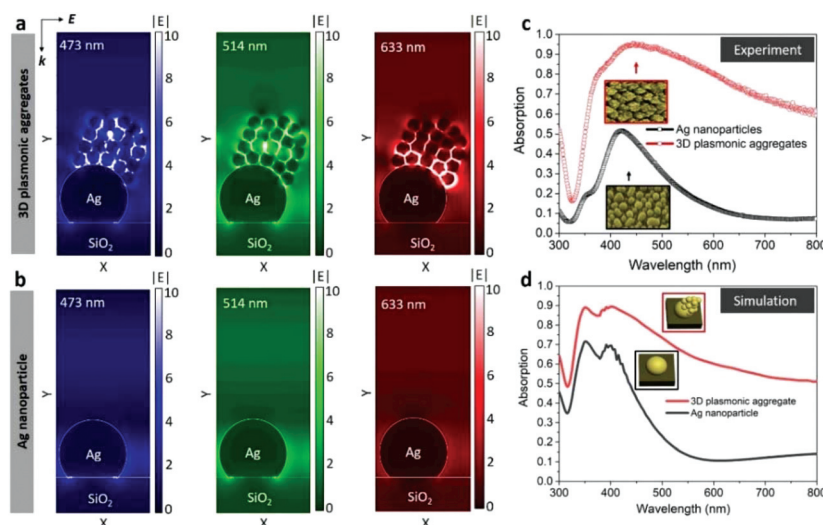 a
E
k
3D plasmonic aggregates
473 nm
514 nm
633 nm
|E|
10
8
6
4
2
0
|E|
10
8
6
4
2
0
|E|
10
8
6
4
2
0
Y
Y
Y
Ag
Ag
Ag
SiO2
SiO2
SiO2
X
X
X
b
Ag nanoparticle
473 nm
514 nm
633 nm
|E|
10
8
6
4
2
0
|E|
10
8
6
4
2
0
|E|
10
8
6
4
2
0
Y
Y
Y
Ag
Ag
Ag
SiO2
SiO2
SiO2
X
X
X
c
Experiment
Absorption
1.0
0.9
0.8
0.7
0.6
0.5
0.4
0.3
0.2
0.1
0.0
Ag nanoparticles
3D plasmonic aggregates
300 400 500 600 700 800
Wavelength (nm)
d
Simulation
Absorption
1.0
0.9
0.8
0.7
0.6
0.5
0.4
0.3
0.2
0.1
0.0
3D plasmonic aggregate
Ag nanoparticle
300 400 500 600 700 800
Wavelength (nm)